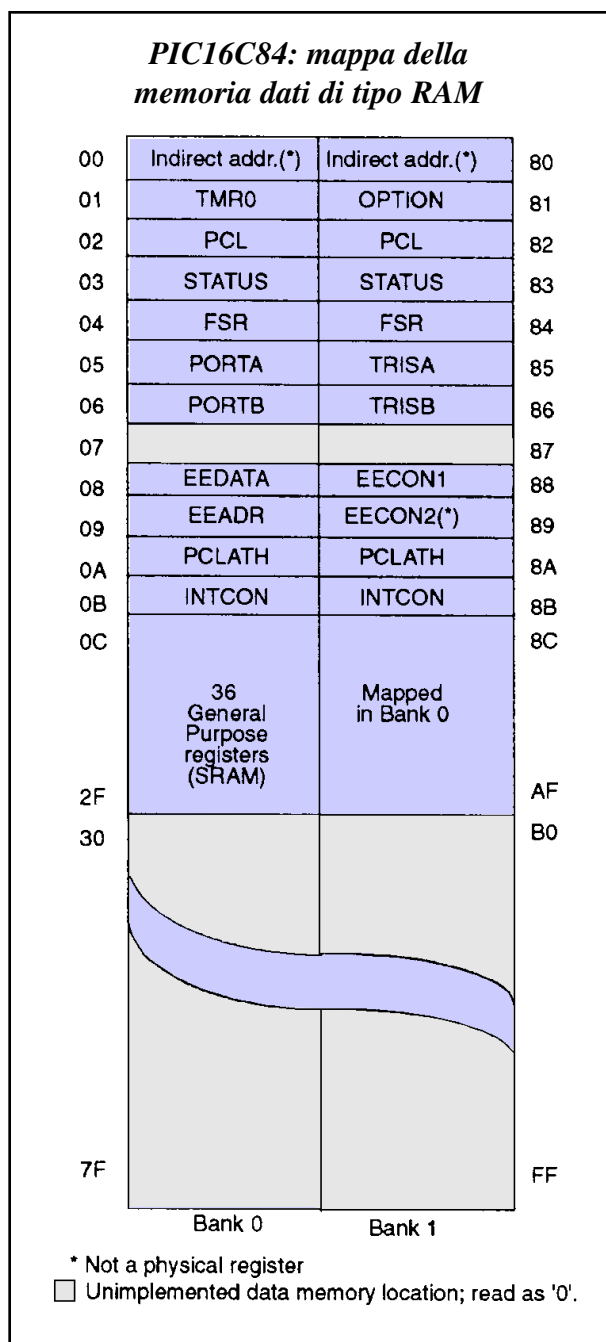 PIC16C84: mappa della
memoria dati di tipo RAM
00 Indirect addr.(*) Indirect addr.(*) 80
01 TMR0 OPTION 81
02 PCL PCL 82
03 STATUS STATUS 83
04 FSR FSR 84
05 PORTA TRISA 85
06 PORTB TRISB 86
07 87
08 EEDATA EECON1 88
09 EEADR EECON2(*) 89
0A PCLATH PCLATH 8A
0B INTCON INTCON 8B
0C 8C
36 Mapped
General in Bank 0
Purpose
registers
(SRAM)
2F AF
30 B0
7F FF
Bank 0 Bank 1
* Not a physical register
Unimplemented data memory location; read as '0'.